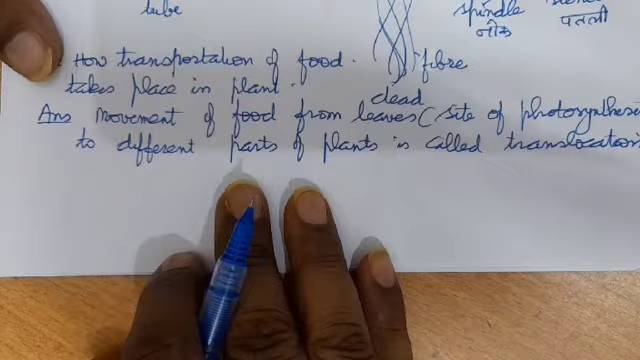 tube
spindle
नोक पतली
How transportation of food. fibre
takes place in plant.
dead
Ans movement of food from leaves (site of photosynthesi
to different parts of plants is called translocation